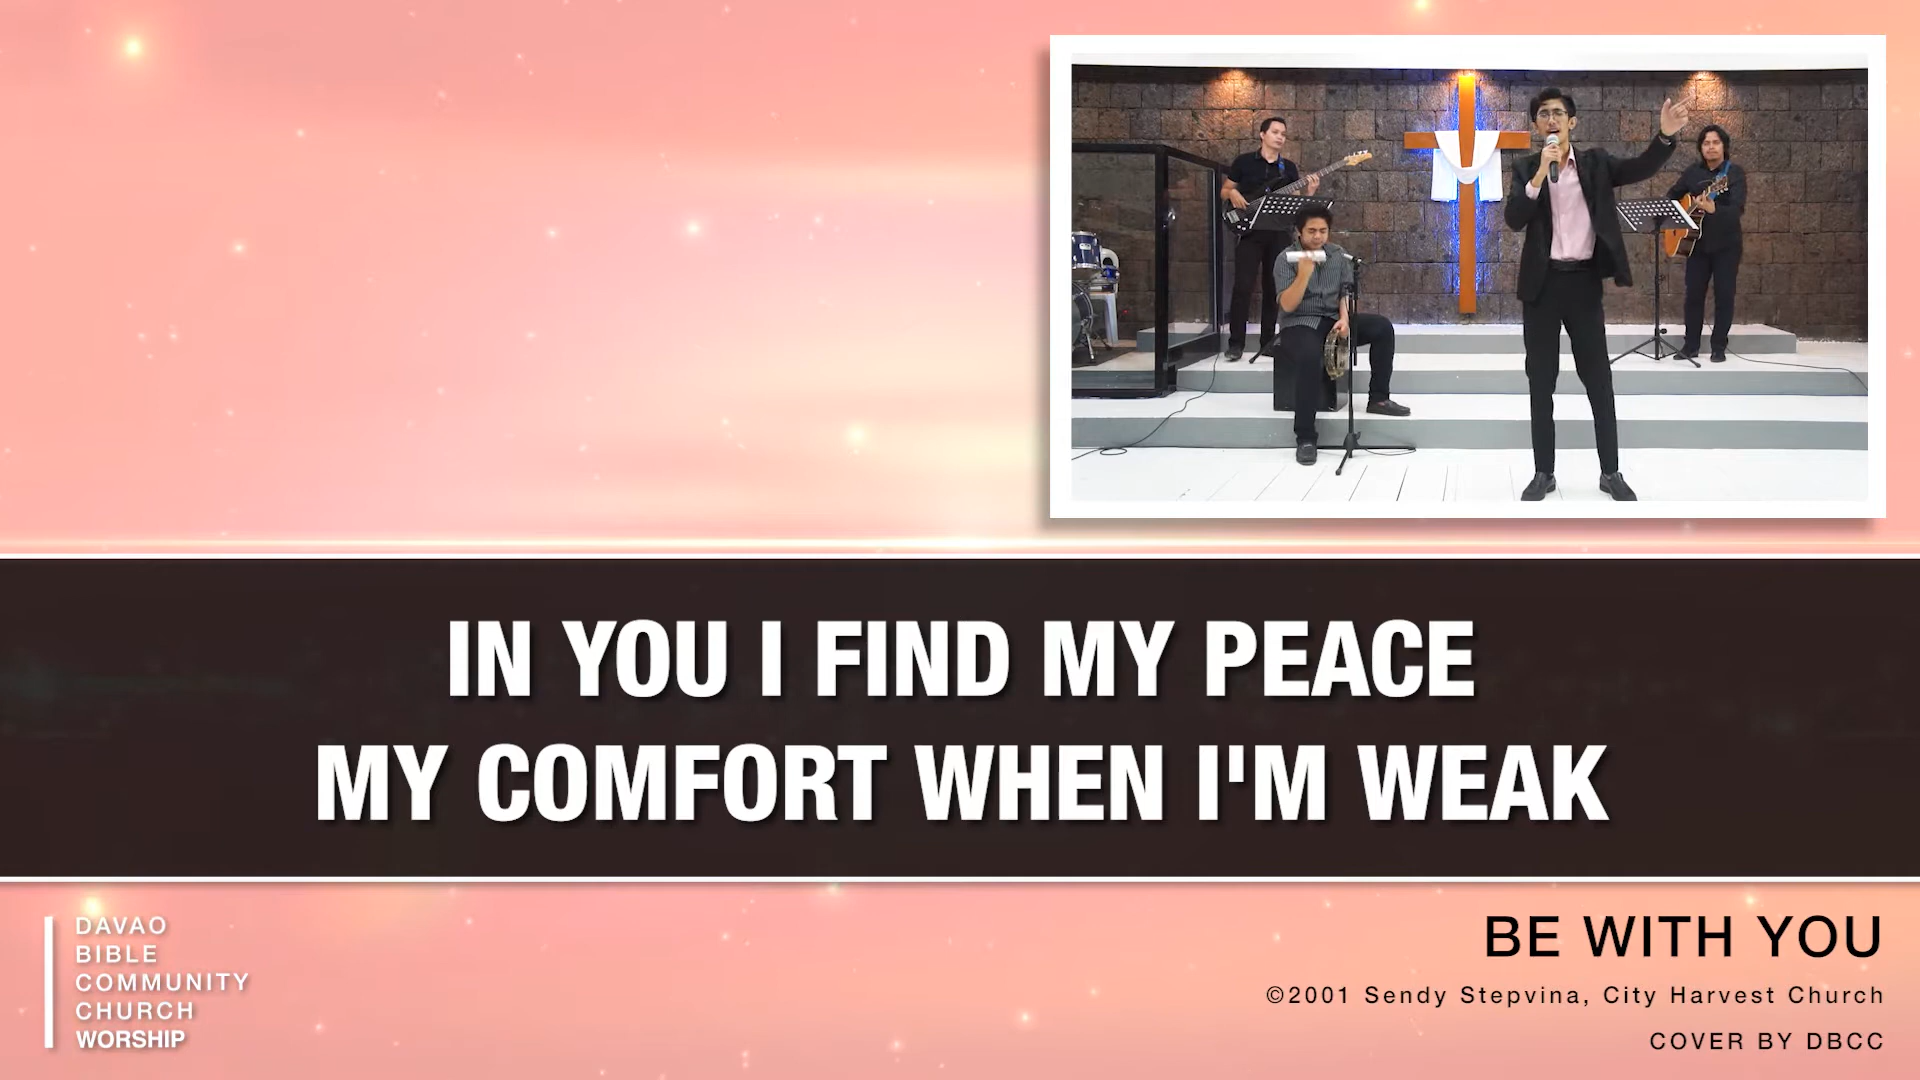 IN YOU I FIND MY PEACE
MY COMFORT WHEN I'M WEAK
DAVAO
BIBLE
COMMUNITY
CHURCH
WORSHIP
BE WITH YOU
©2001 Sendy Stepvina, City Harvest Church
COVER BY DBCC